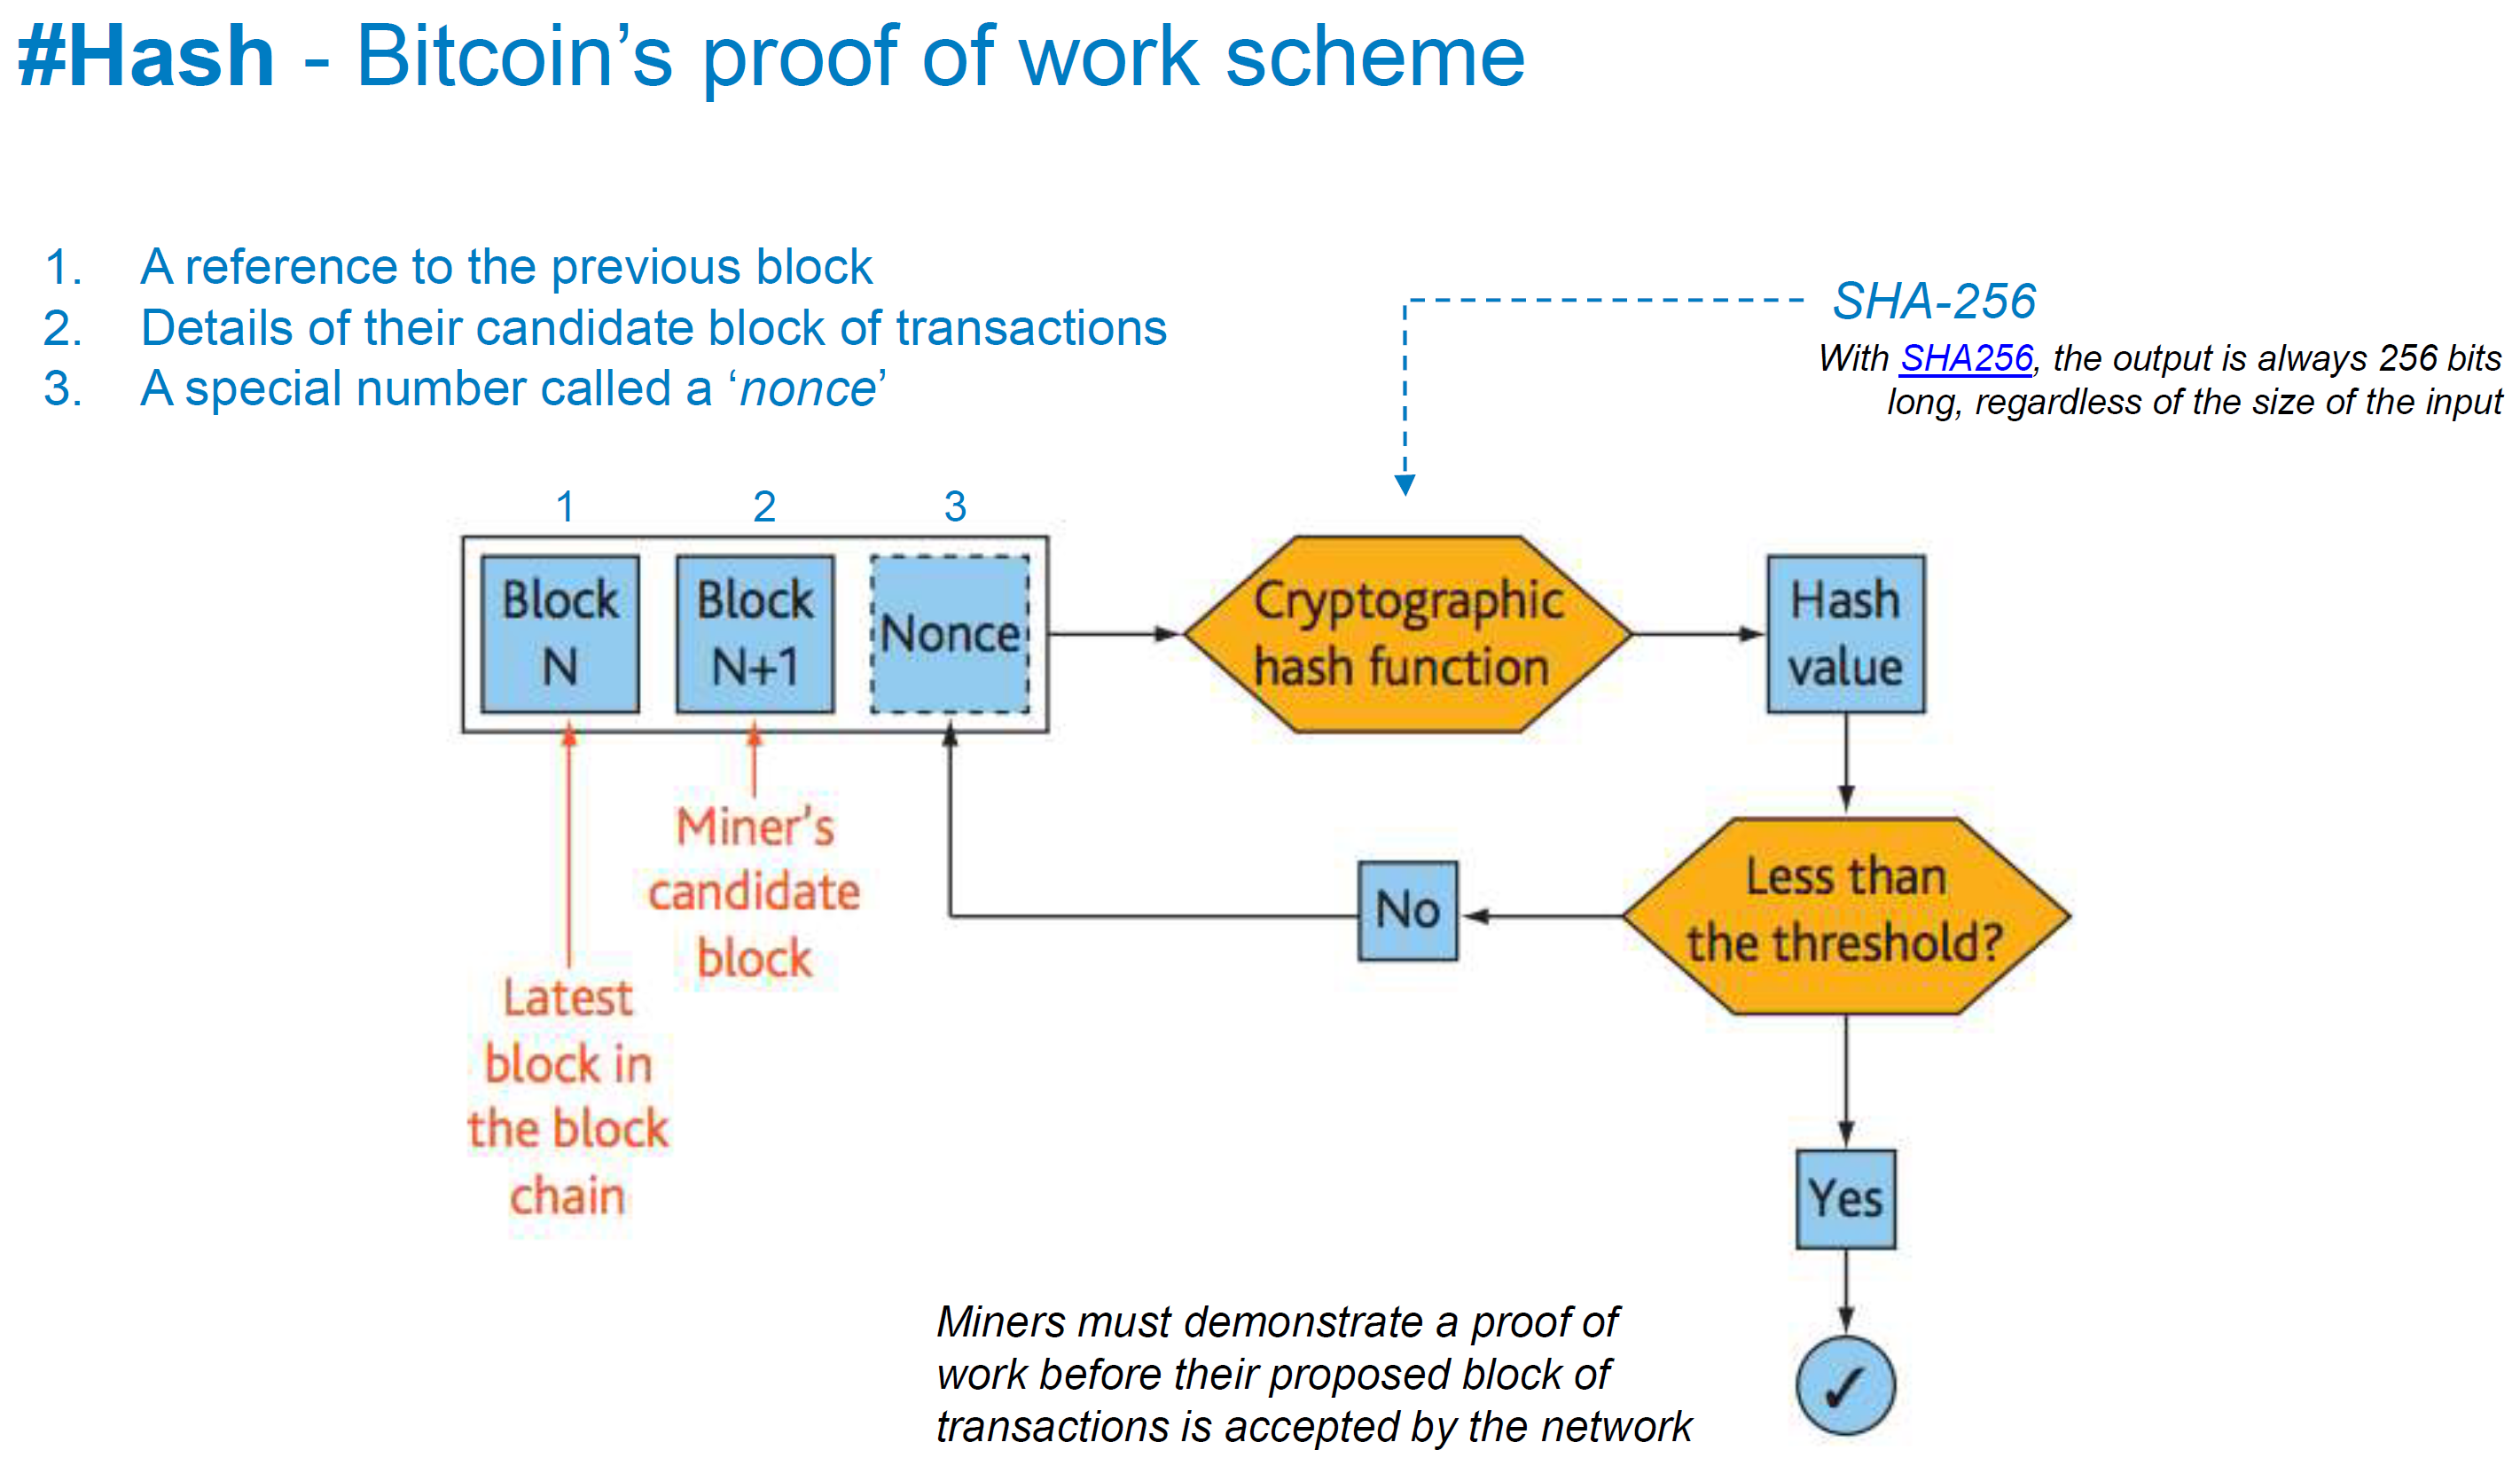 #Hash - Bitcoin’s proof of work scheme
1. A reference to the previous block
2. Details of their candidate block of transactions
3. A special number called a ‘nonce’
SHA-256
With SHA256, the output is always 256 bits
long, regardless of the size of the input
1 2 3
Block
N
Block
N+1
Nonce
Cryptographic
hash function
Hash
value
Miner’s
candidate
block
Latest
block in
the block
chain
No
Less than
the threshold?
Yes
✓
Miners must demonstrate a proof of
work before their proposed block of
transactions is accepted by the network